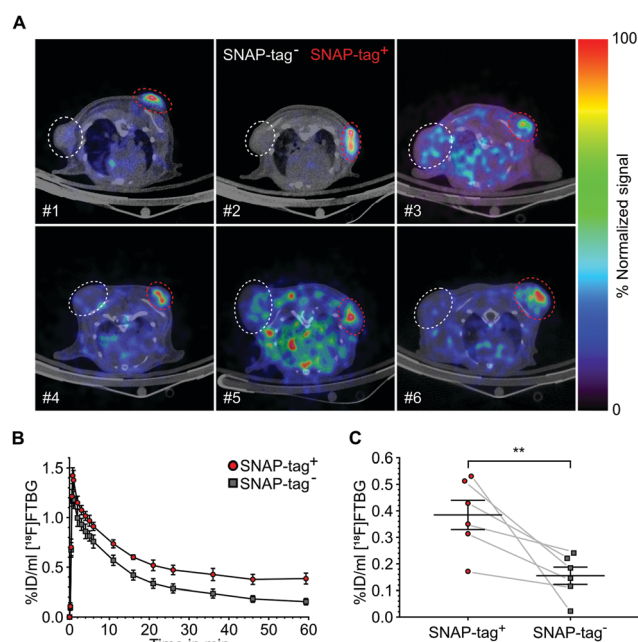 A
SNAP-tag⁻ SNAP-tag⁺
#1
#2
#3
#4
#5
#6
100
% Normalized signal
0
B
SNAP-tag⁺
SNAP-tag⁻
1.5
1.0
0.5
0.0
%ID/ml [¹⁸F]FTBG
0 10 20 30 40 50 60
Time in min
C
**
0.6
0.5
0.4
0.3
0.2
0.1
0.0
%ID/ml [¹⁸F]FTBG
SNAP-tag⁺ SNAP-tag⁻